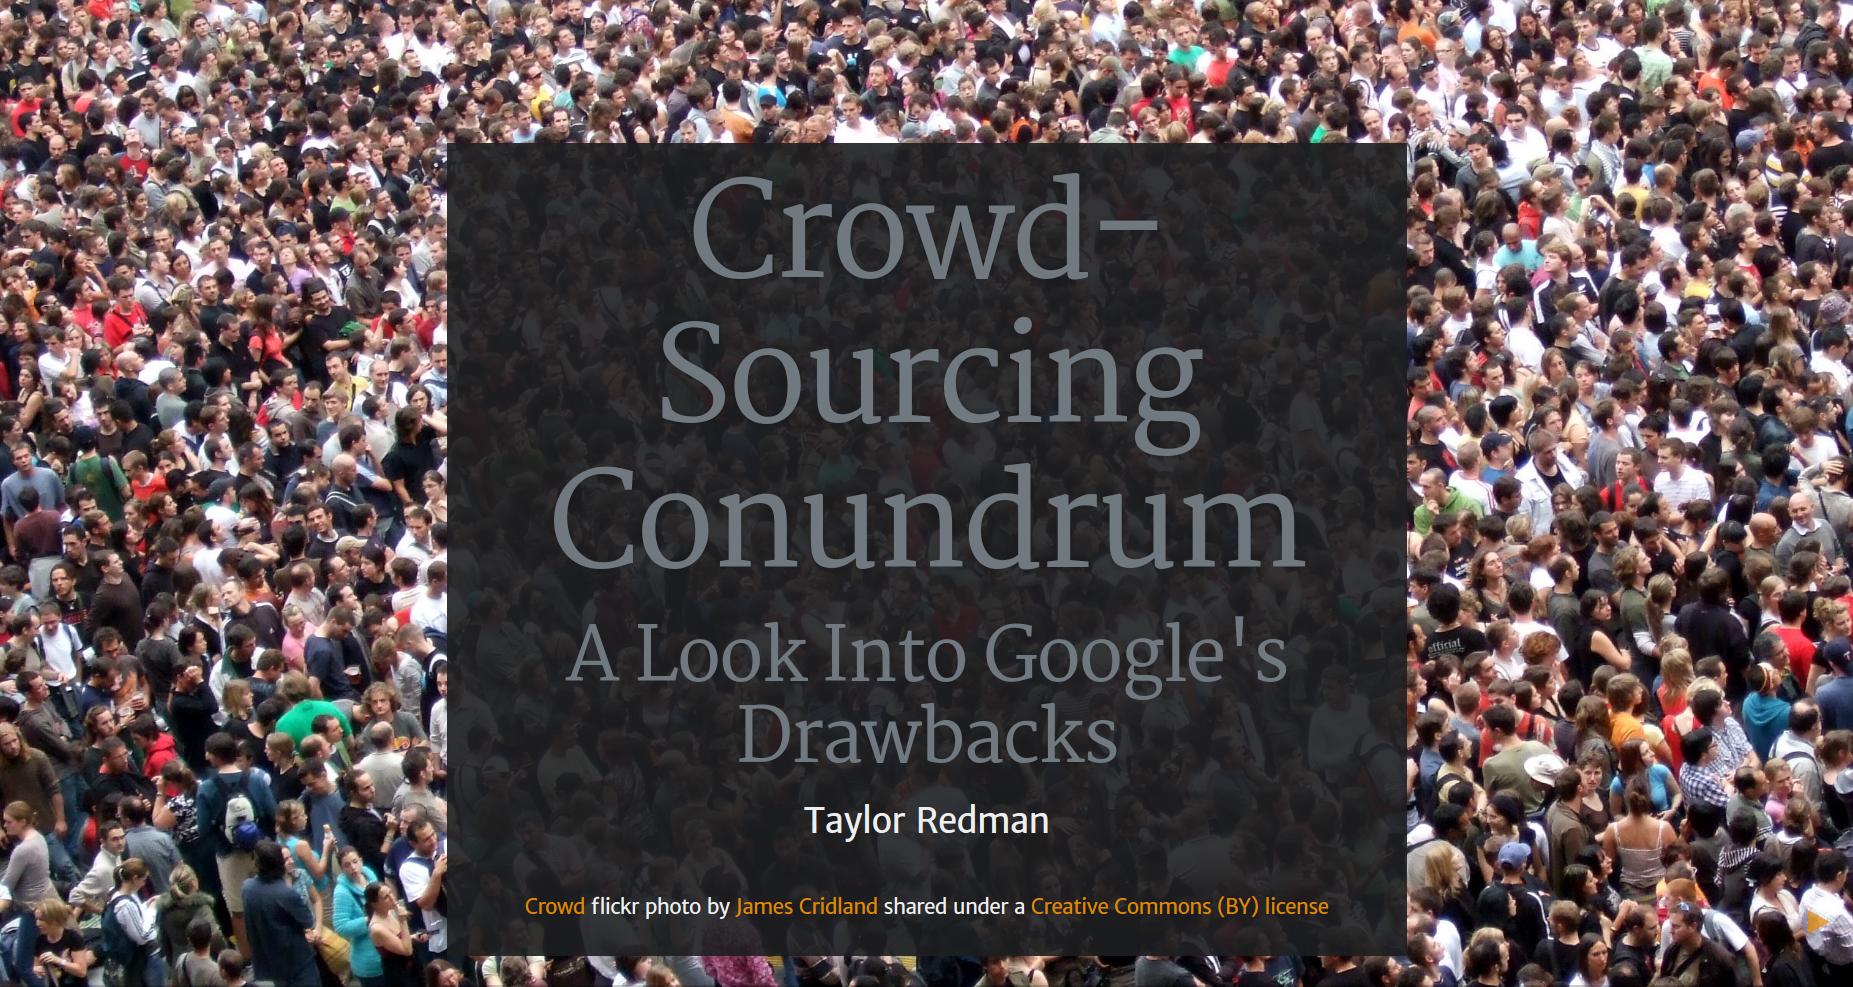 Crowd-
Sourcing
Conundrum
A Look Into Google's
Drawbacks
Taylor Redman
Crowd flickr photo by James Cridland shared under a Creative Commons (BY) license
official